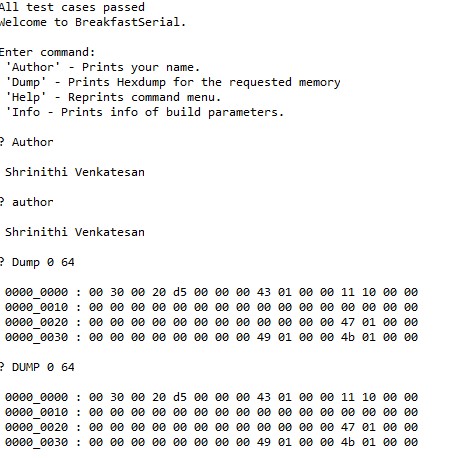 All test cases passed
Welcome to BreakfastSerial.
Enter command:
'Author' - Prints your name.
'Dump' - Prints Hexdump for the requested memory
'Help' - Reprints command menu.
'Info - Prints info of build parameters.
? Author
Shrinithi Venkatesan
? author
Shrinithi Venkatesan
? Dump 0 64
0000_0000 : 00 30 00 20 d5 00 00 00 43 01 00 00 11 10 00 00
0000_0010 : 00 00 00 00 00 00 00 00 00 00 00 00 00 00 00 00
0000_0020 : 00 00 00 00 00 00 00 00 00 00 00 00 47 01 00 00
0000_0030 : 00 00 00 00 00 00 00 00 49 01 00 00 4b 01 00 00
? DUMP 0 64
0000_0000 : 00 30 00 20 d5 00 00 00 43 01 00 00 11 10 00 00
0000_0010 : 00 00 00 00 00 00 00 00 00 00 00 00 00 00 00 00
0000_0020 : 00 00 00 00 00 00 00 00 00 00 00 00 47 01 00 00
0000_0030 : 00 00 00 00 00 00 00 00 49 01 00 00 4b 01 00 00